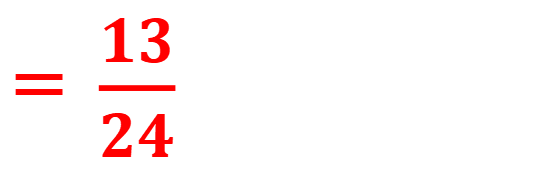 = 13/24